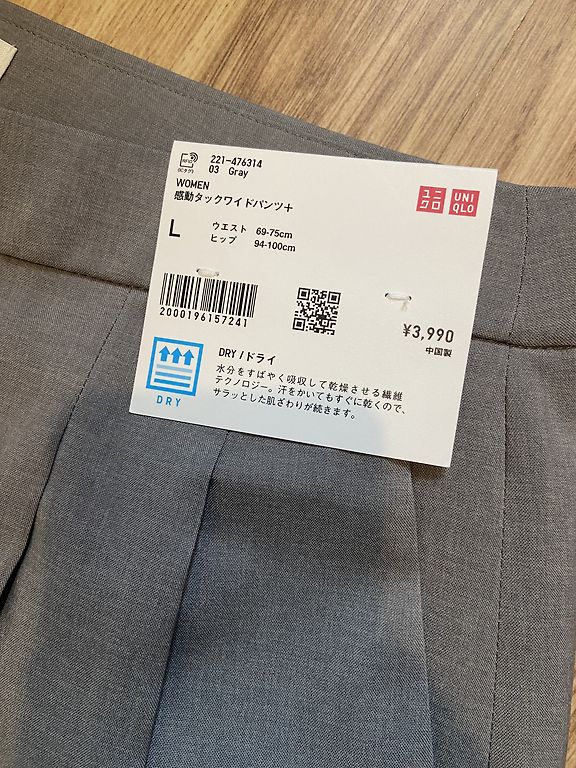 RFID
(ICタグ)
221-476314
03 Gray
WOMEN
感動タックワイドパンツ+
ユニクロ
UNIQLO
L
ウエスト 69-75cm
ヒップ 94-100cm
2000196157241
¥3,990
中国製
DRY
DRY/ドライ
水分をすばやく吸収して乾燥させる繊維
テクノロジー。汗をかいてもすぐに乾くので、
サラッとした肌ざわりが続きます。